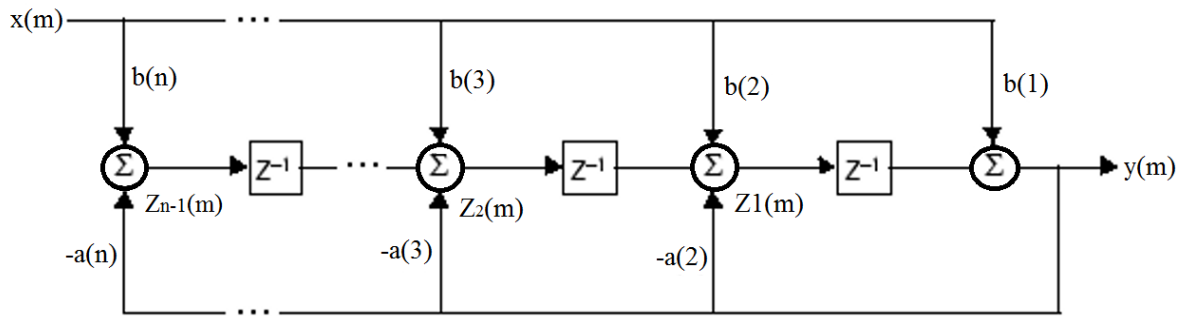 x(m) ... 
b(n) b(3) b(2) b(1)
Σ Z⁻¹ ... Σ Z⁻¹ Σ Z⁻¹ Σ y(m)
Zn-1(m) Z2(m) Z1(m)
-a(n) -a(3) -a(2)
...